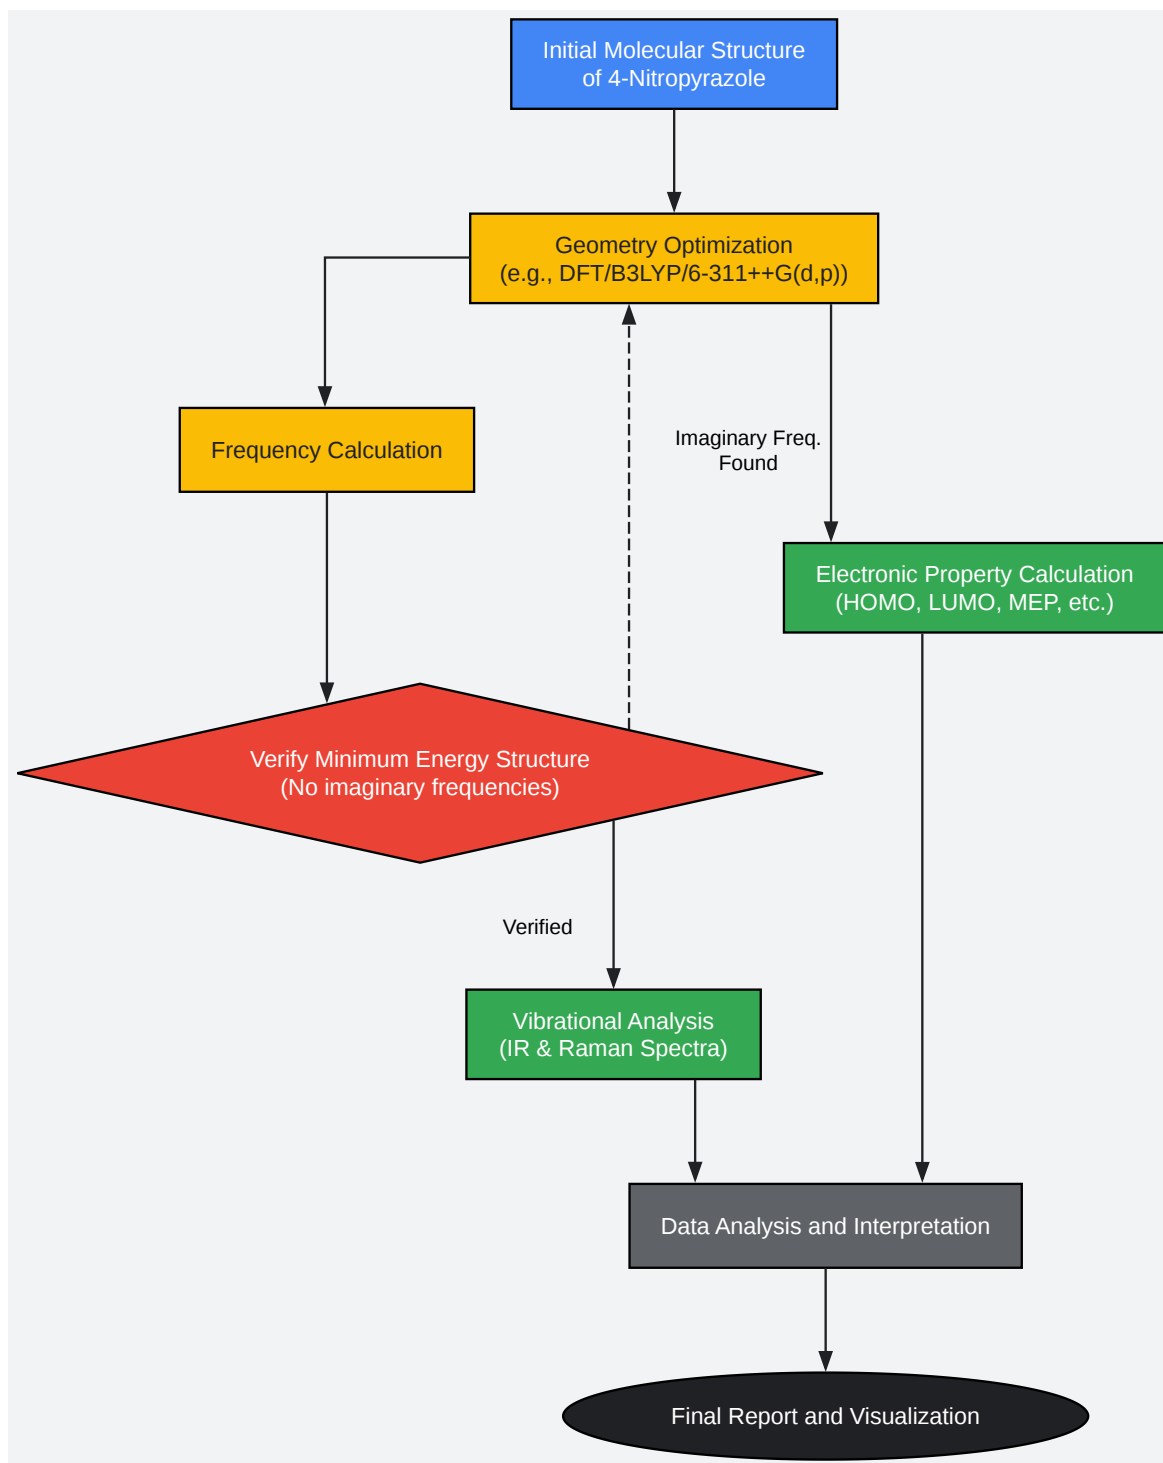 Initial Molecular Structure
of 4-Nitropyrazole
Geometry Optimization
(e.g., DFT/B3LYP/6-311++G(d,p))
Imaginary Freq.
Found
Frequency Calculation
Electronic Property Calculation
(HOMO, LUMO, MEP, etc.)
Verify Minimum Energy Structure
(No imaginary frequencies)
Verified
Vibrational Analysis
(IR & Raman Spectra)
Data Analysis and Interpretation
Final Report and Visualization